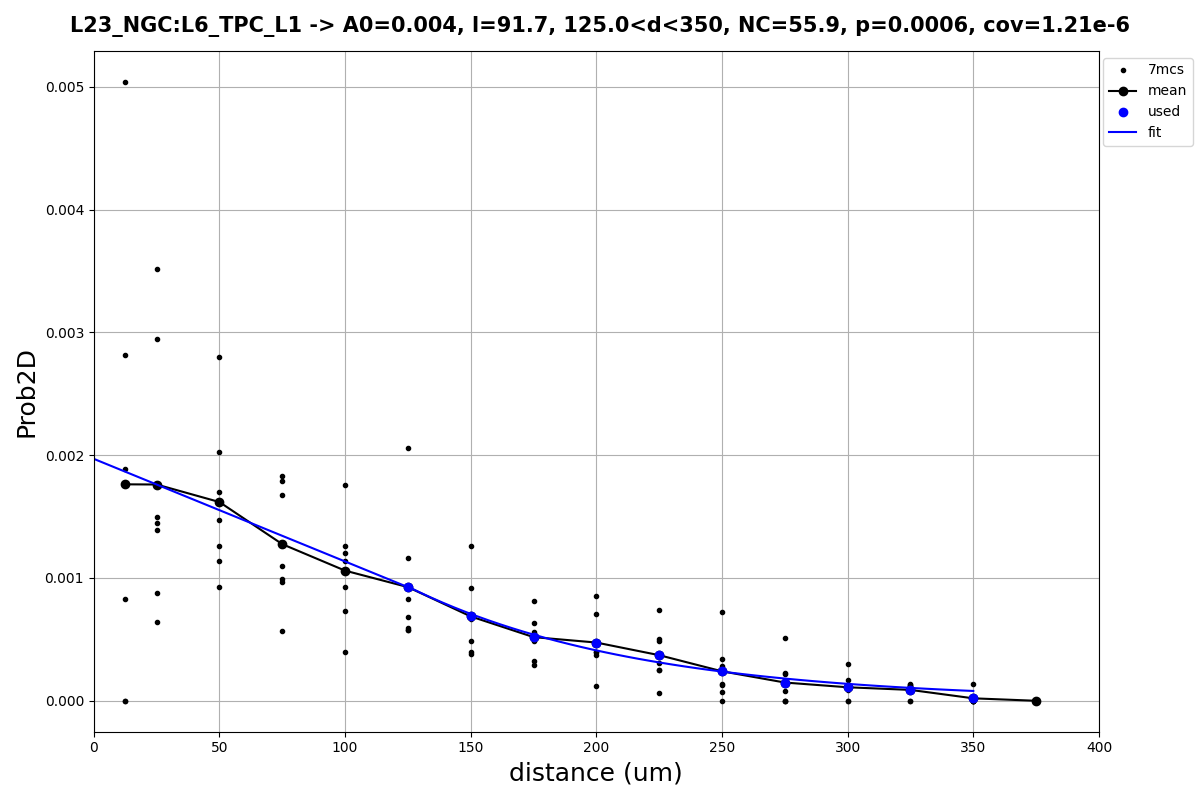 L23_NGC:L6_TPC_L1 -> A0=0.004, l=91.7, 125.0<d<350, NC=55.9, p=0.0006, cov=1.21e-6
7mcs
mean
used
fit
0.005
0.004
0.003
0.002
0.001
0.000
Prob2D
0
50
100
150
200
250
300
350
400
distance (um)